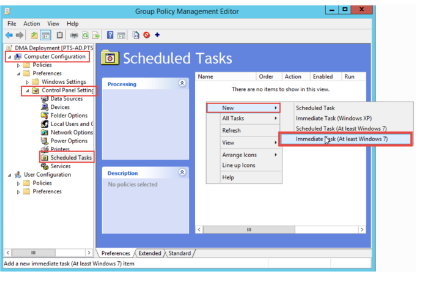 Group Policy Management Editor
File Action View Help
DMA Deployment [PTS-AD.PTS
Computer Configuration
Policies
Preferences
Windows Settings
Control Panel Setting
Data Sources
Devices
Folder Options
Local Users and G
Network Options
Power Options
Printers
Scheduled Tasks
Services
User Configuration
Policies
Preferences
Scheduled Tasks
Processing
Description
No policies selected
Name Order Action Enabled Run
There are no items to show in this view.
New
All Tasks
Refresh
View
Arrange Icons
Line up Icons
Help
Scheduled Task
Immediate Task (Windows XP)
Scheduled Task (At least Windows 7)
Immediate Task (At least Windows 7)
Preferences Extended Standard
Add a new immediate task (At least Windows 7) item